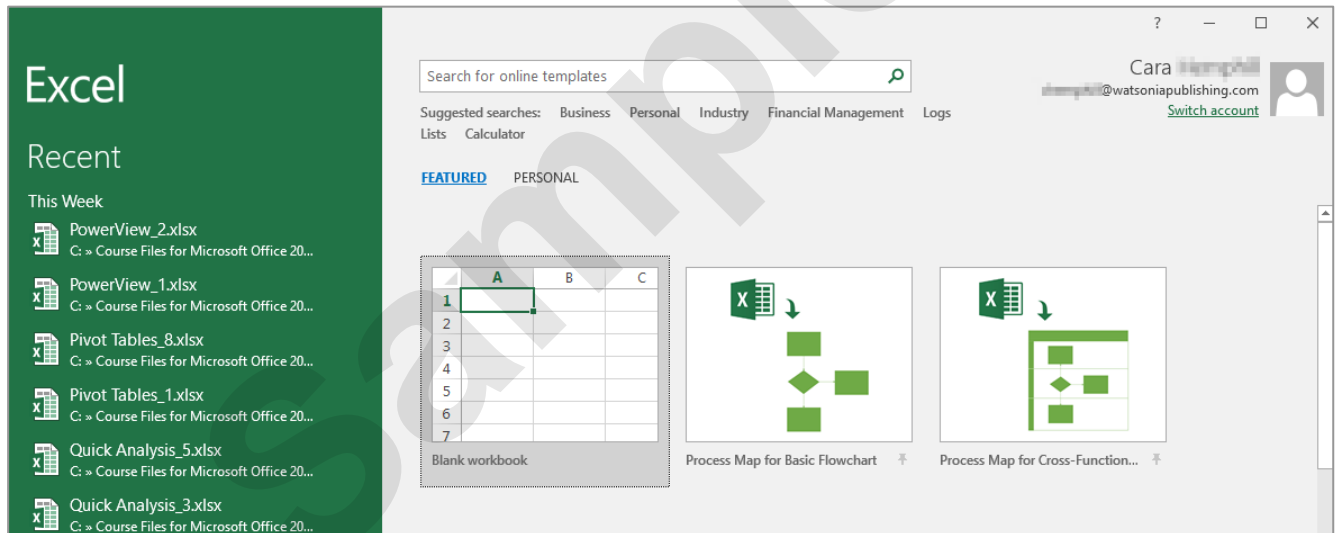 Excel
Recent
This Week
PowerView_2.xlsx
C: » Course Files for Microsoft Office 20...
PowerView_1.xlsx
C: » Course Files for Microsoft Office 20...
Pivot Tables_8.xlsx
C: » Course Files for Microsoft Office 20...
Pivot Tables_1.xlsx
C: » Course Files for Microsoft Office 20...
Quick Analysis_5.xlsx
C: » Course Files for Microsoft Office 20...
Quick Analysis_3.xlsx
C: » Course Files for Microsoft Office 20...
?
Cara
@watsoniapublishing.com
Switch account
Search for online templates
Suggested searches: Business Personal Industry Financial Management Logs
Lists Calculator
FEATURED PERSONAL
A B C
1
2
3
4
5
6
7
Blank workbook
X
Process Map for Basic Flowchart
X
Process Map for Cross-Function...
Sample